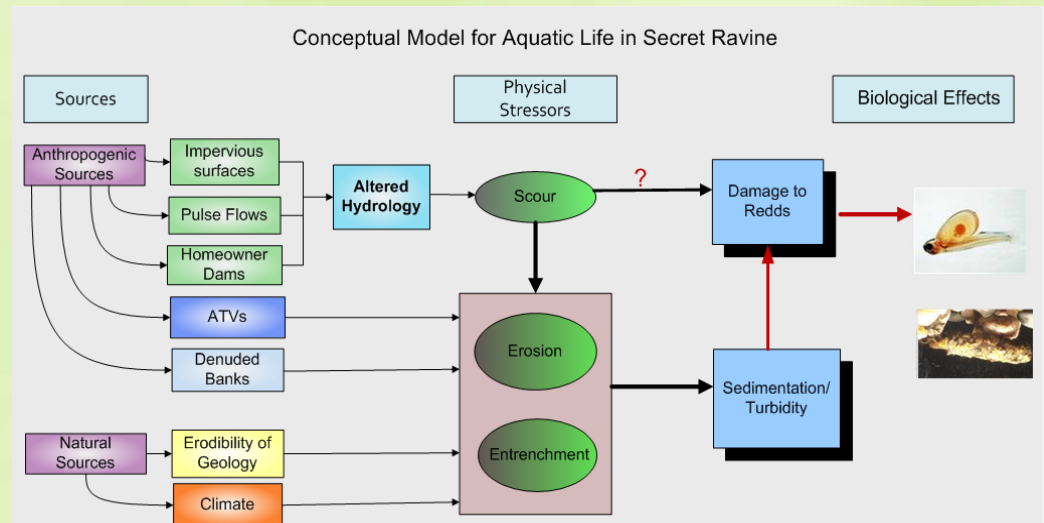 Conceptual Model for Aquatic Life in Secret Ravine
Sources
Physical
Stressors
Biological Effects
Anthropogenic
Sources
Impervious
surfaces
Pulse Flows
Homeowner
Dams
ATVs
Denuded
Banks
Natural
Sources
Erodibility of
Geology
Climate
Altered
Hydrology
Scour
?
Erosion
Entrenchment
Damage to
Redds
Sedimentation/
Turbidity